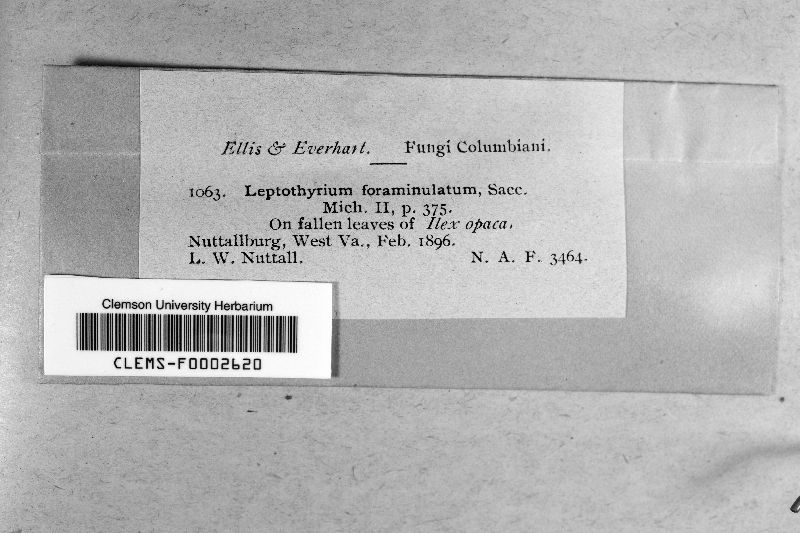 Ellis & Everhart. Fungi Columbiani.
1063. Leptothyrium foraminulatum, Sacc.
Mich. II, p. 375.
On fallen leaves of Ilex opaca.
Nuttallburg, West Va., Feb. 1896.
L. W. Nuttall. N. A. F. 3464.
Clemson University Herbarium
CLEMS-F0002620